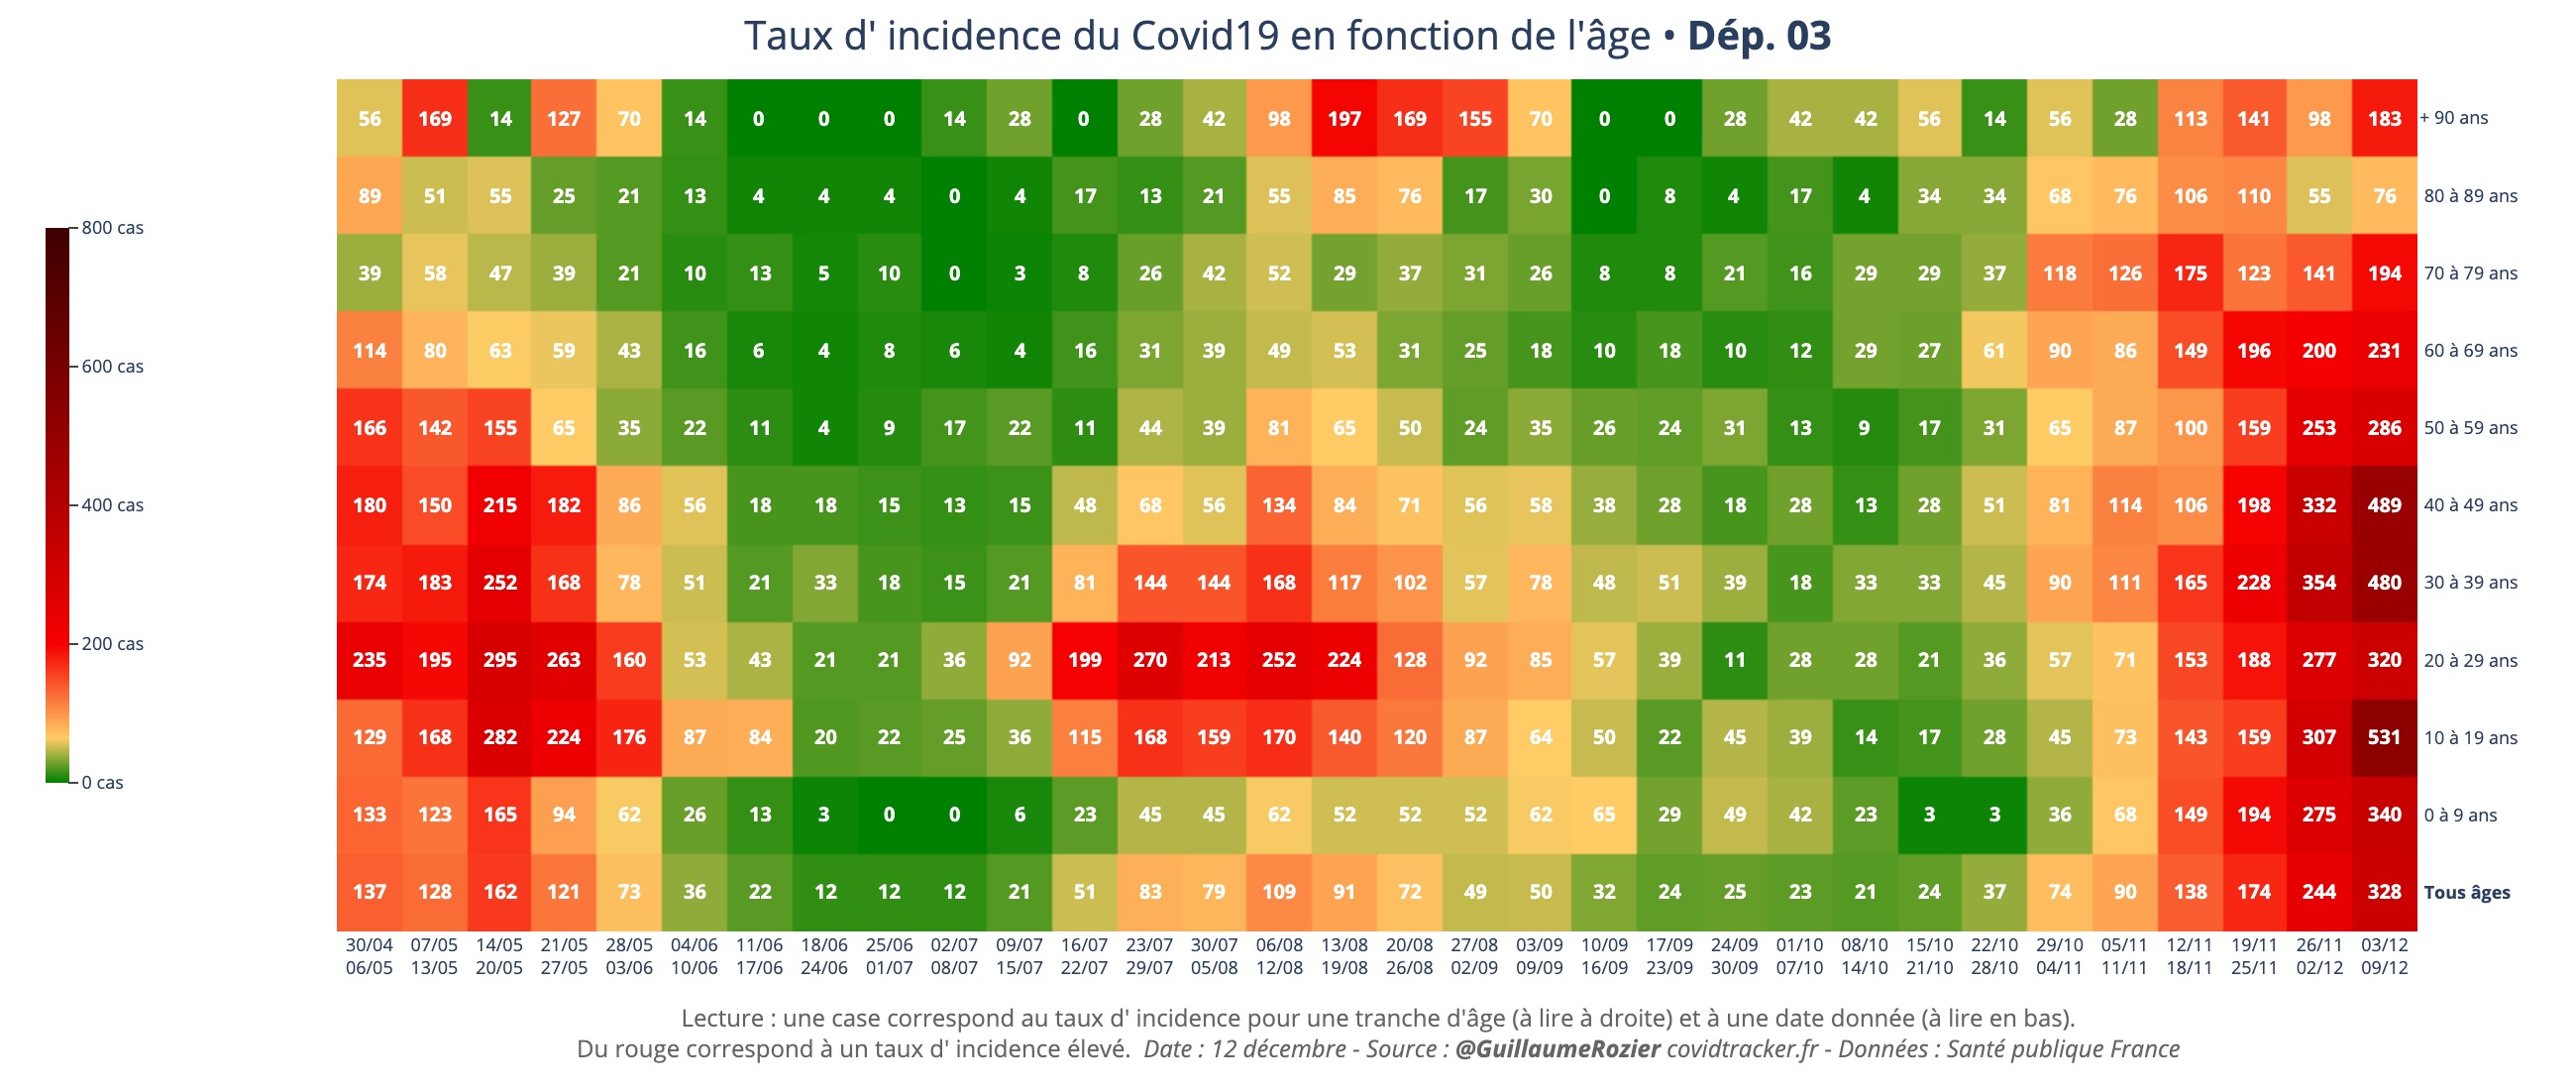 Taux d' incidence du Covid19 en fonction de l'âge • Dép. 03
800 cas
600 cas
400 cas
200 cas
0 cas
56 169 14 127 70 14 0 0 0 14 28 0 28 42 98 197 169 155 70 0 0 28 42 42 56 14 56 28 113 141 98 183 + 90 ans
89 51 55 25 21 13 4 4 4 0 4 17 13 21 55 85 76 17 30 0 8 4 17 4 34 34 68 76 106 110 55 76 80 à 89 ans
39 58 47 39 21 10 13 5 10 0 3 8 26 42 52 29 37 31 26 8 8 21 16 29 29 37 118 126 175 123 141 194 70 à 79 ans
114 80 63 59 43 16 6 4 8 6 4 16 31 39 49 53 31 25 18 10 18 10 12 29 27 61 90 86 149 196 200 231 60 à 69 ans
166 142 155 65 35 22 11 4 9 17 22 11 44 39 81 65 50 24 35 26 24 31 13 9 17 31 65 87 100 159 253 286 50 à 59 ans
180 150 215 182 86 56 18 18 15 13 15 48 68 56 134 84 71 56 58 38 28 18 28 13 28 51 81 114 106 198 332 489 40 à 49 ans
174 183 252 168 78 51 21 33 18 15 21 81 144 144 168 117 102 57 78 48 51 39 18 33 33 45 90 111 165 228 354 480 30 à 39 ans
235 195 295 263 160 53 43 21 21 36 92 199 270 213 252 224 128 92 85 57 39 11 28 28 21 36 57 71 153 188 277 320 20 à 29 ans
129 168 282 224 176 87 84 20 22 25 36 115 168 159 170 140 120 87 64 50 22 45 39 14 17 28 45 73 143 159 307 531 10 à 19 ans
133 123 165 94 62 26 13 3 0 0 6 23 45 45 62 52 52 52 62 65 29 49 42 23 3 3 36 68 149 194 275 340 0 à 9 ans
137 128 162 121 73 36 22 12 12 12 21 51 83 79 109 91 72 49 50 32 24 25 23 21 24 37 74 90 138 174 244 328 Tous âges
30/04 07/05 14/05 21/05 28/05 04/06 11/06 18/06 25/06 02/07 09/07 16/07 23/07 30/07 06/08 13/08 20/08 27/08 03/09 10/09 17/09 24/09 01/10 08/10 15/10 22/10 29/10 05/11 12/11 19/11 26/11 03/12
06/05 13/05 20/05 27/05 03/06 10/06 17/06 24/06 01/07 08/07 15/07 22/07 29/07 05/08 12/08 19/08 26/08 02/09 09/09 16/09 23/09 30/09 07/10 14/10 21/10 28/10 04/11 11/11 18/11 25/11 02/12 09/12
Lecture : une case correspond au taux d' incidence pour une tranche d'âge (à lire à droite) et à une date donnée (à lire en bas).
Du rouge correspond à un taux d' incidence élevé. Date : 12 décembre - Source : @GuillaumeRozier covidtracker.fr - Données : Santé publique France